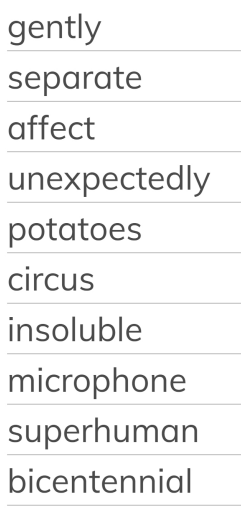 gently
separate
affect
unexpectedly
potatoes
circus
insoluble
microphone
superhuman
bicentennial